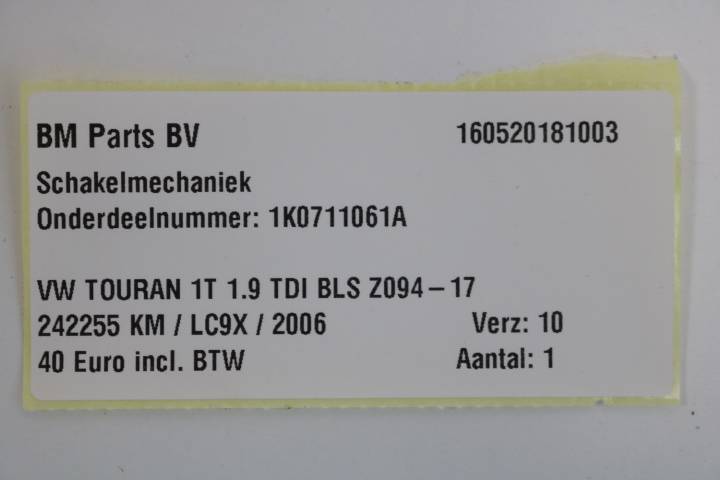 BM Parts BV 160520181003
Schakelmechaniek
Onderdeelnummer: 1K0711061A
VW TOURAN 1T 1.9 TDI BLS Z094-17
242255 KM / LC9X / 2006 Verz: 10
40 Euro incl. BTW Aantal: 1